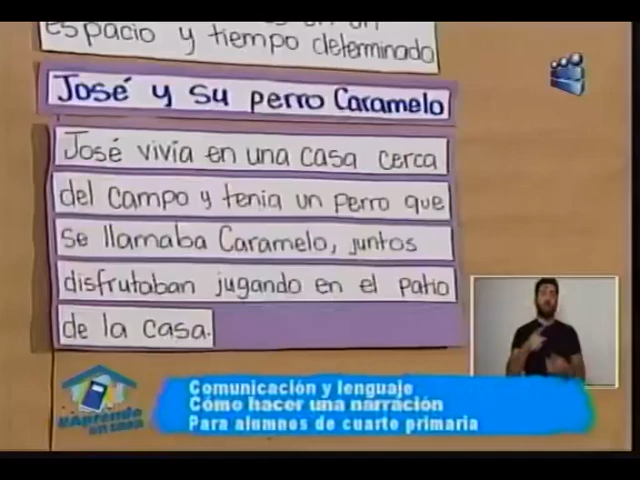 espacio y tiempo determinado
José y su perro Caramelo
José vivía en una casa cerca
del campo y tenia un perro que
se llamaba Caramelo, juntos
disfrutaban jugando en el patio
de la casa.
Comunicación y lenguaje
Cómo hacer una narración
Para alumnos de cuarto primaria
#Aprendo
en casa